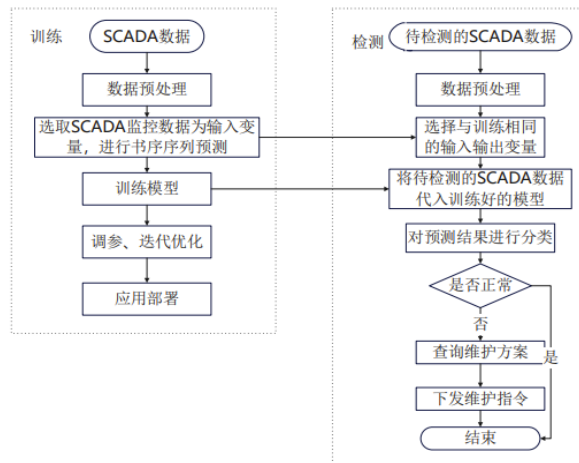 训练
SCADA数据
数据预处理
选取SCADA监控数据为输入变
量，进行书序序列预测
训练模型
调参、迭代优化
应用部署
检测
待检测的SCADA数据
数据预处理
选择与训练相同
的输入输出变量
将待检测的SCADA数据
代入训练好的模型
对预测结果进行分类
是否正常
否
是
查询维护方案
下发维护指令
结束